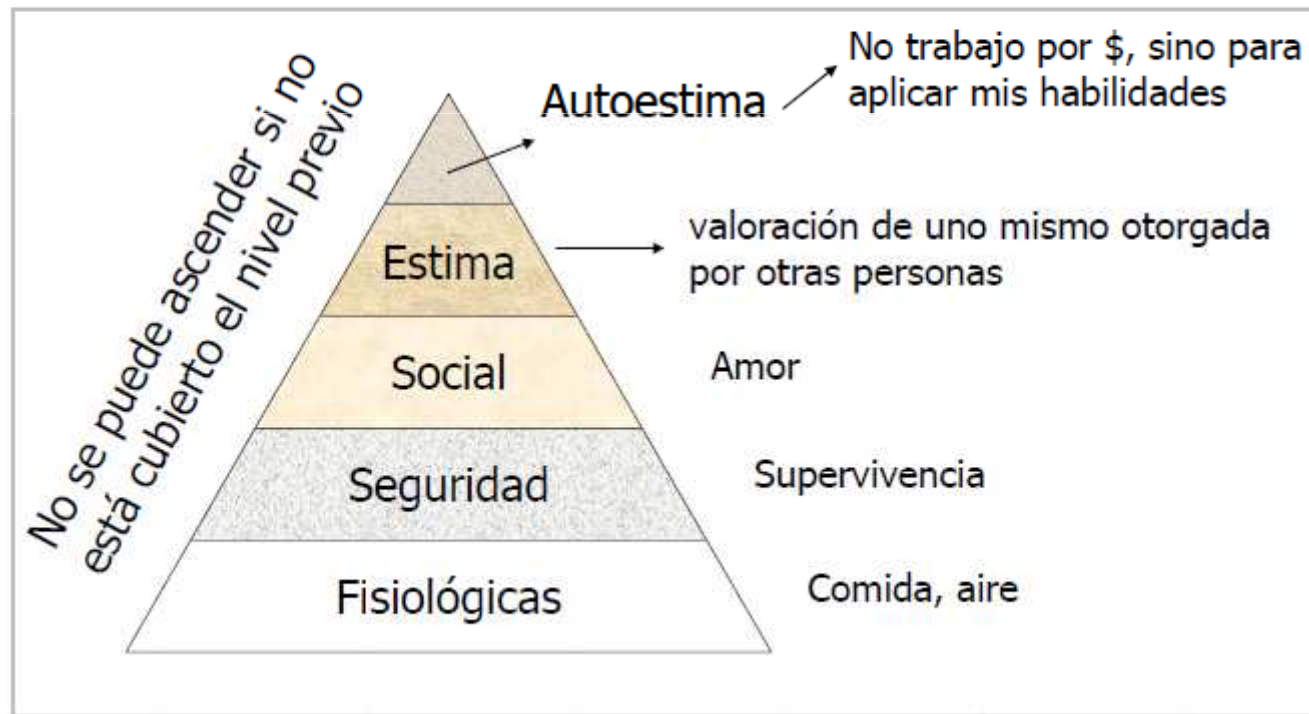 No se puede ascender si no
está cubierto el nivel previo
No trabajo por $, sino para
aplicar mis habilidades
Autoestima
valoración de uno mismo otorgada
por otras personas
Estima
Social
Amor
Seguridad
Supervivencia
Fisiológicas
Comida, aire